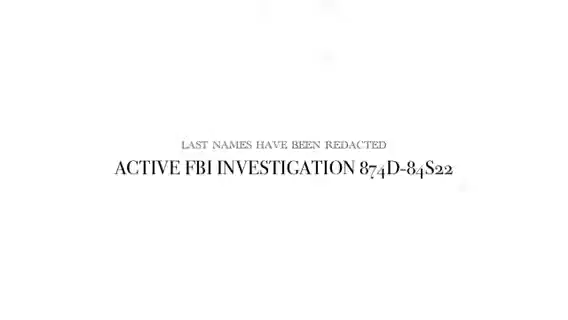 LAST NAMES HAVE BEEN REDACTED
ACTIVE FBI INVESTIGATION 874D-84S22